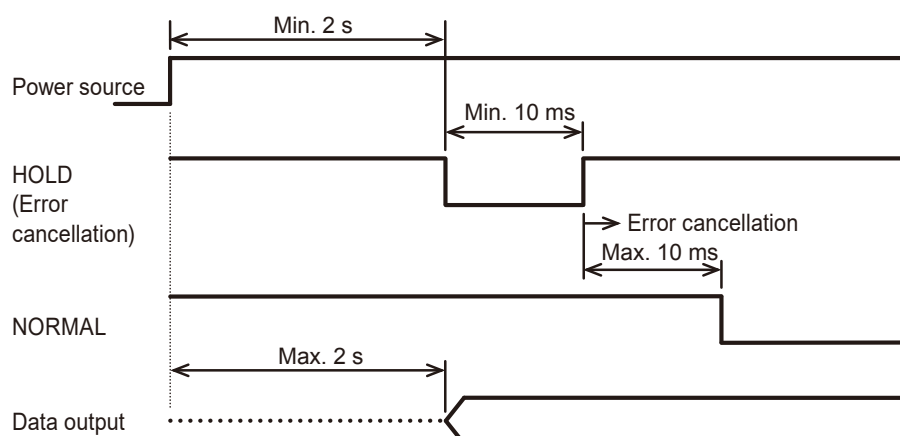 Min. 2 s
Power source
Min. 10 ms
HOLD
(Error
cancellation)
Error cancellation
Max. 10 ms
NORMAL
Max. 2 s
Data output